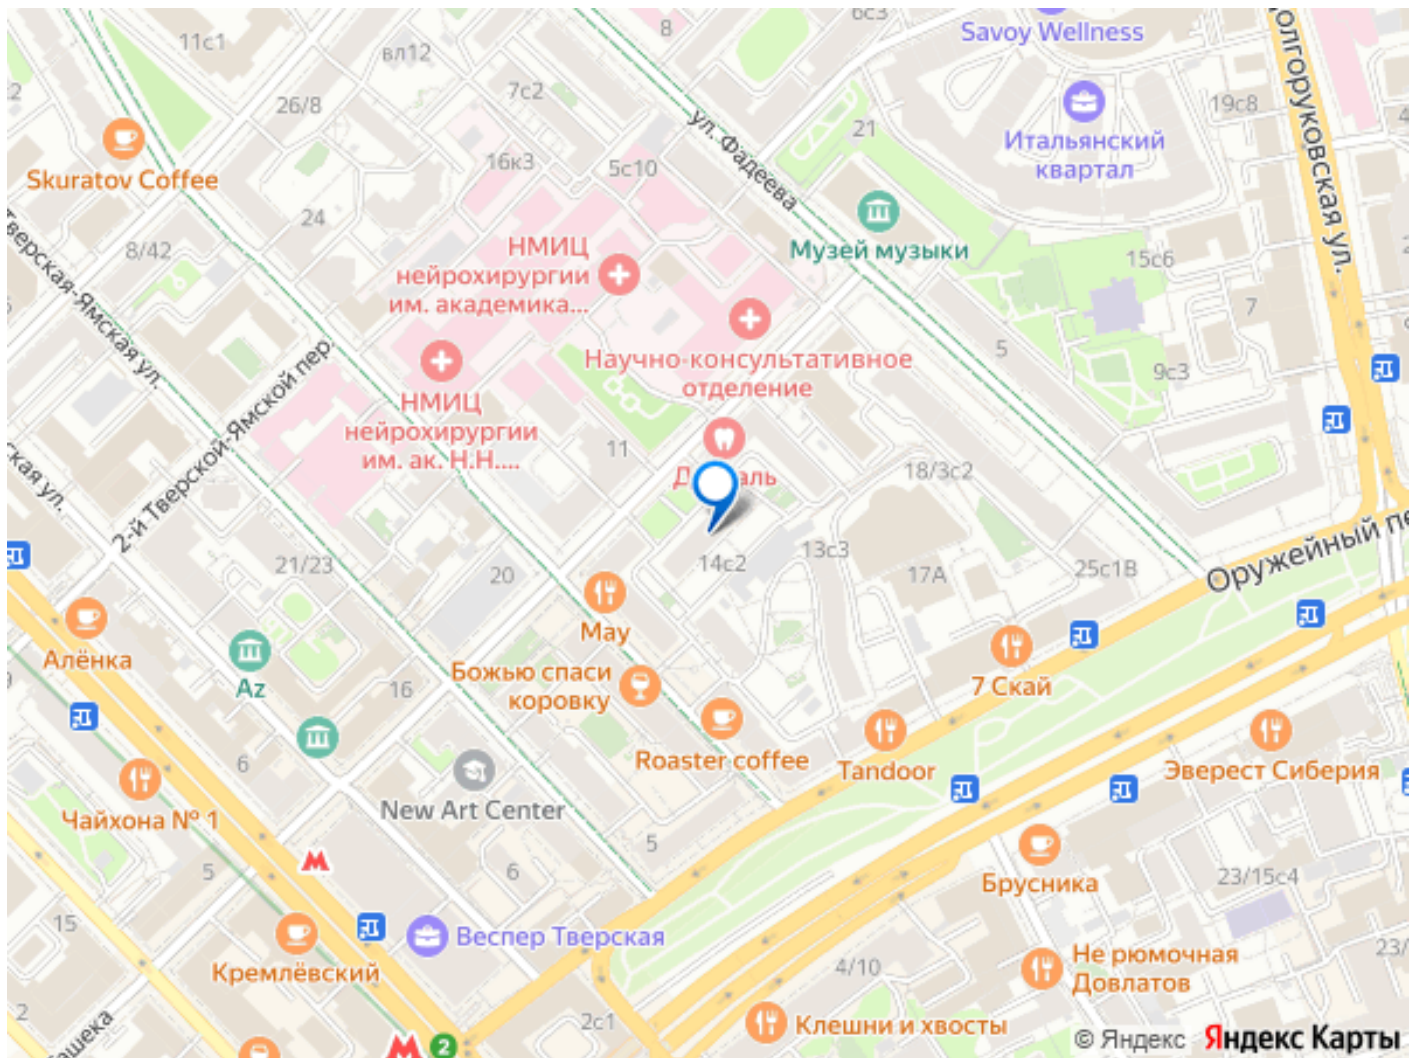 11с1
8
6с3
Savoy Wellness
вл12
7с2
26/8
19с8
Skuratov Coffee
16к3
5с10
ул. Фадеева
21
Итальянский
квартал
24
8/42
Тверская-Ямская ул.
НМИЦ
нейрохирургии
им. академика...
Музей музыки
15с6
7
5
9с3
Научно-консультативное
отделение
НМИЦ
нейрохирургии
им. ак. Н.Н....
2-й Тверской-Ямской пер.
ская ул.
11
18/3с2
14с2
13с3
17А
25с1В
21/23
20
16
Алёнка
Az
May
Божью спаси
коровку
7 Скай
Roaster coffee
Tandoor
Эверест Сиберия
6
New Art Center
Чайхона № 1
5
5
6
15
Брусника
23/15с4
Веспер Тверская
Кремлёвский
4/10
Не рюмочная
Довлатов
23/
2
2с1
2
Клешни и хвосты
© Яндекс Яндекс Карты